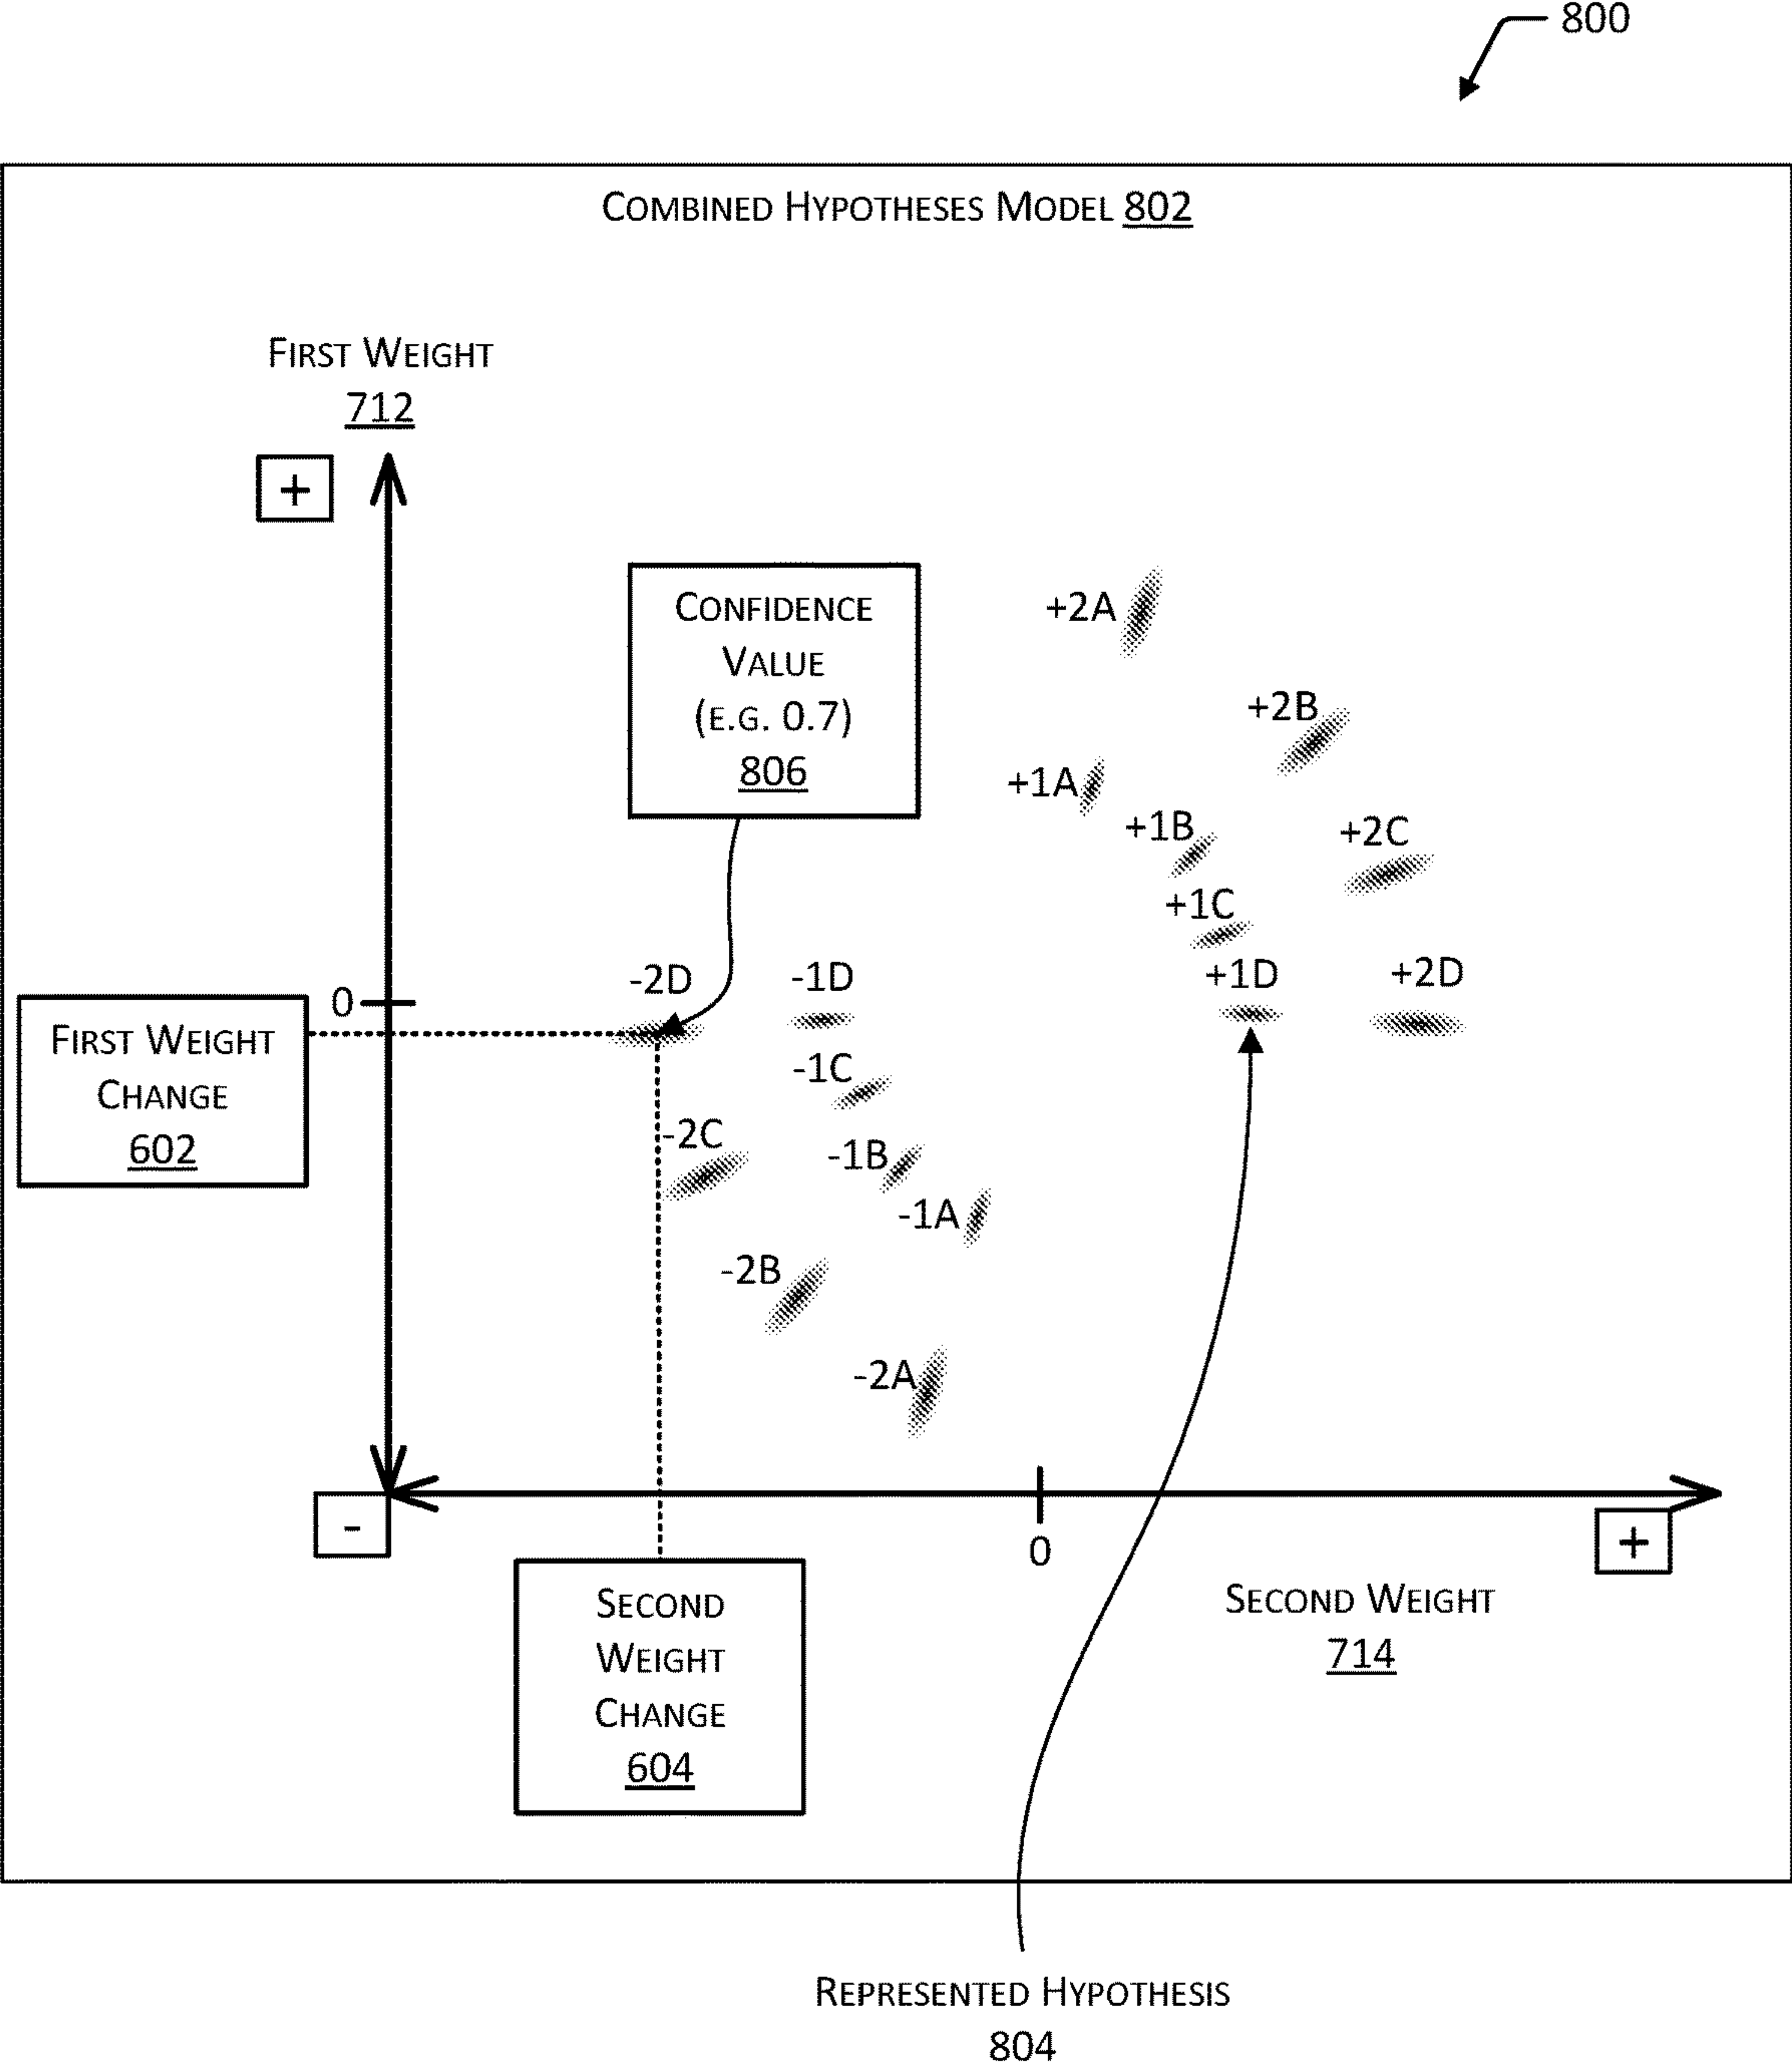 800
COMBINED HYPOTHESES MODEL 802
FIRST WEIGHT
712
+
CONFIDENCE
VALUE
(E.G. 0.7)
806
+2A
+2B
+1A
+1B
+2C
+1C
-2D
-1D
+1D
+2D
0
FIRST WEIGHT
CHANGE
602
-1C
-2C
-1B
-1A
-2B
-2A
-
0
+
SECOND
WEIGHT
CHANGE
604
SECOND WEIGHT
714
REPRESENTED HYPOTHESIS
804